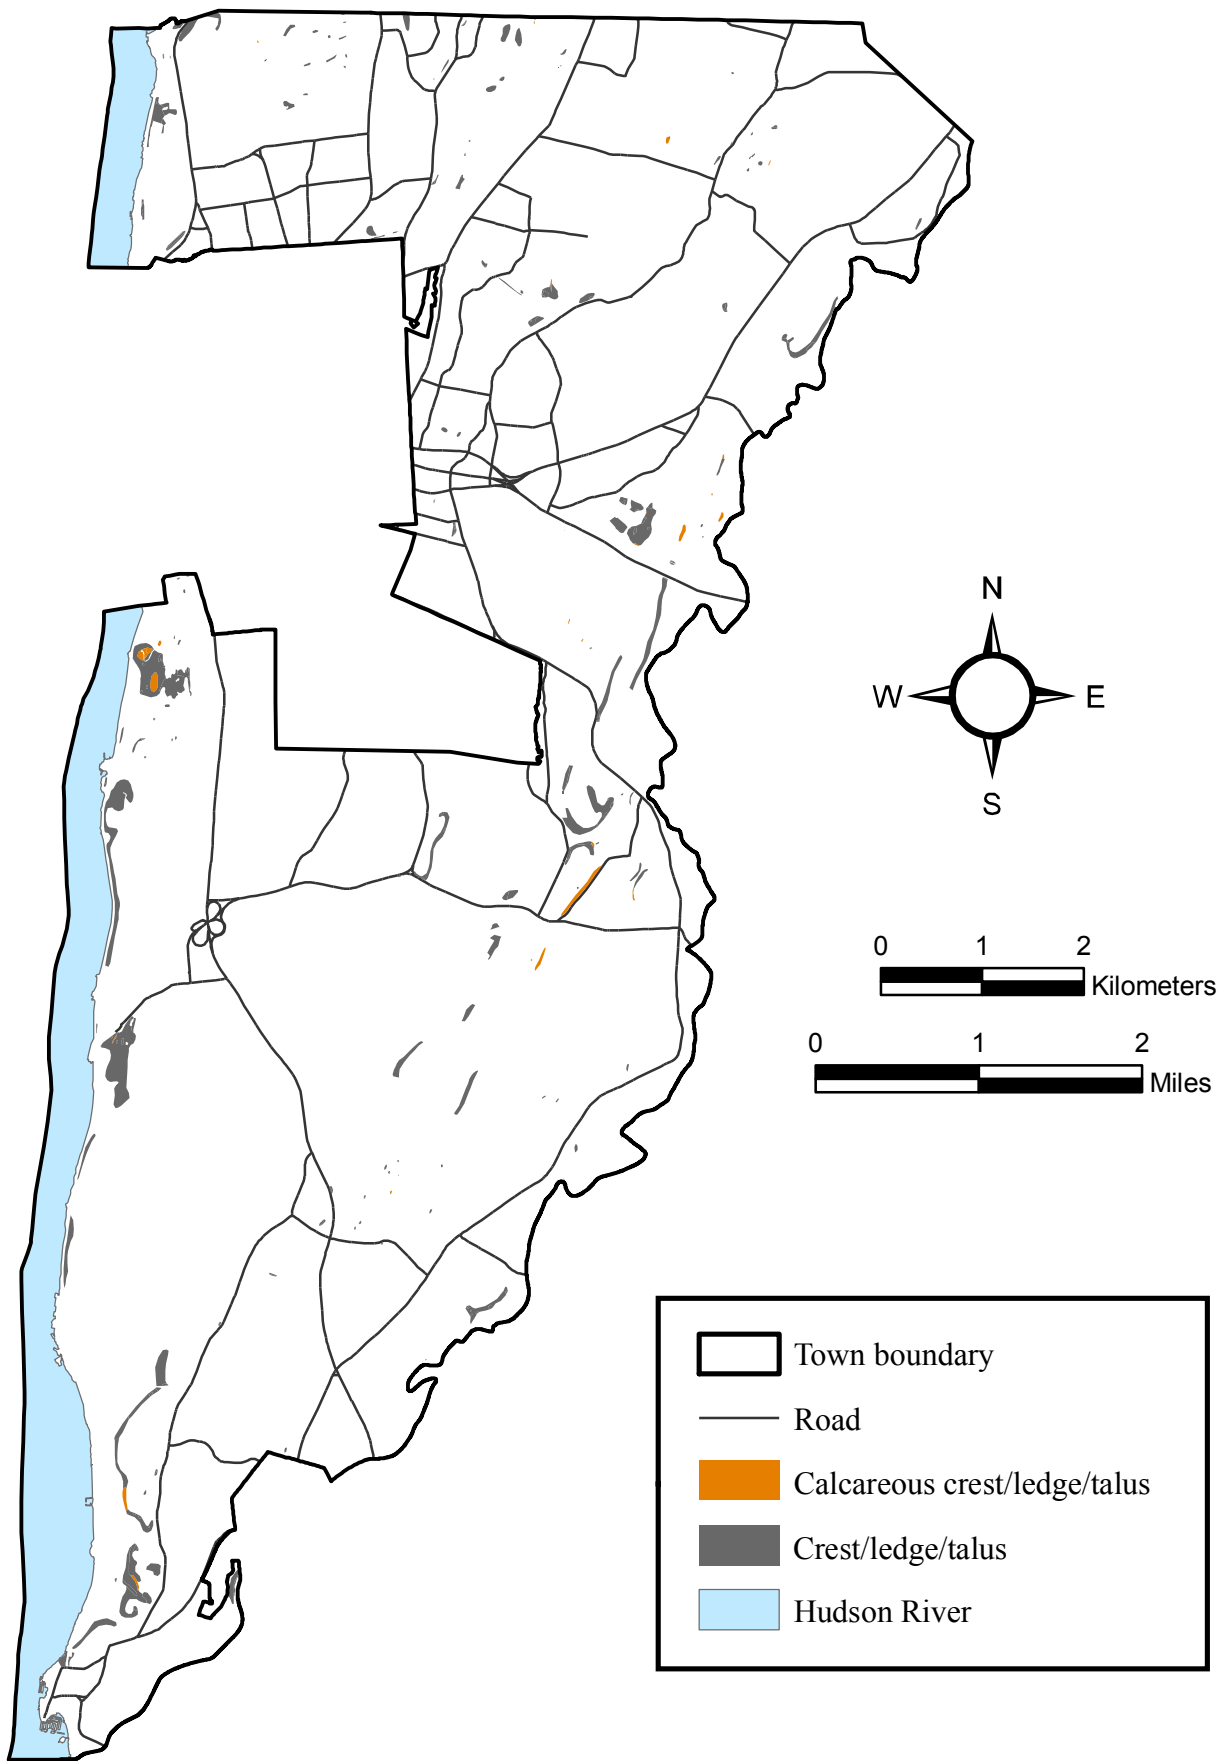 N
W E
S
0 1 2
Kilometers
0 1 2
Miles
Town boundary
Road
Calcareous crest/ledge/talus
Crest/ledge/talus
Hudson River